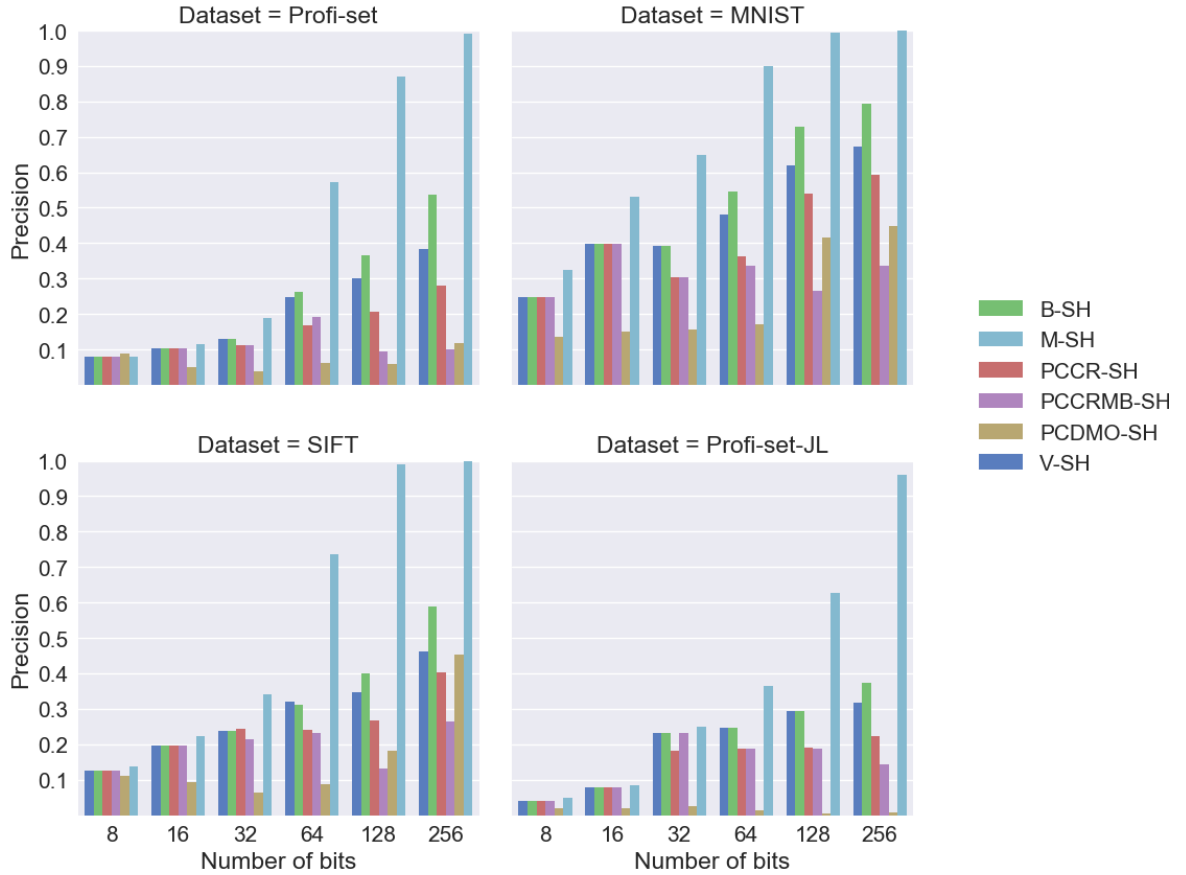 Dataset = Profi-set
Dataset = MNIST
1.0
0.9
0.8
0.7
0.6
0.5
0.4
0.3
0.2
0.1
Precision
B-SH
M-SH
PCCR-SH
PCCRMB-SH
PCDMO-SH
V-SH
Dataset = SIFT
Dataset = Profi-set-JL
1.0
0.9
0.8
0.7
0.6
0.5
0.4
0.3
0.2
0.1
Precision
8 16 32 64 128 256
Number of bits
8 16 32 64 128 256
Number of bits